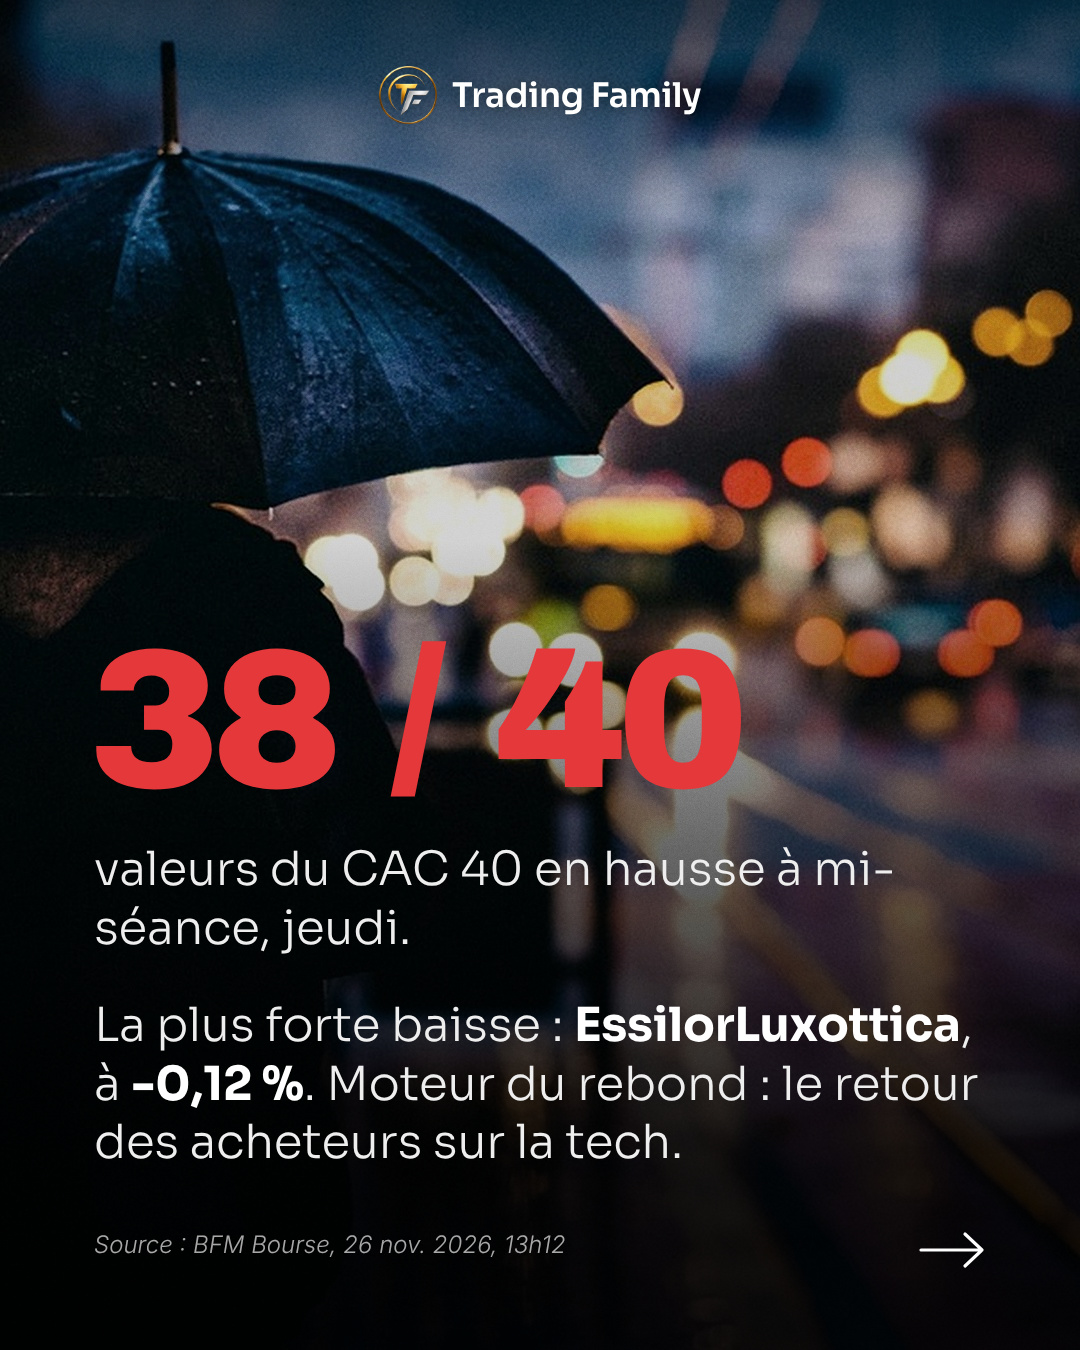 TF Trading Family
38 / 40
valeurs du CAC 40 en hausse à mi-
séance, jeudi.
La plus forte baisse : EssilorLuxottica,
à -0,12 %. Moteur du rebond : le retour
des acheteurs sur la tech.
Source : BFM Bourse, 26 nov. 2026, 13h12